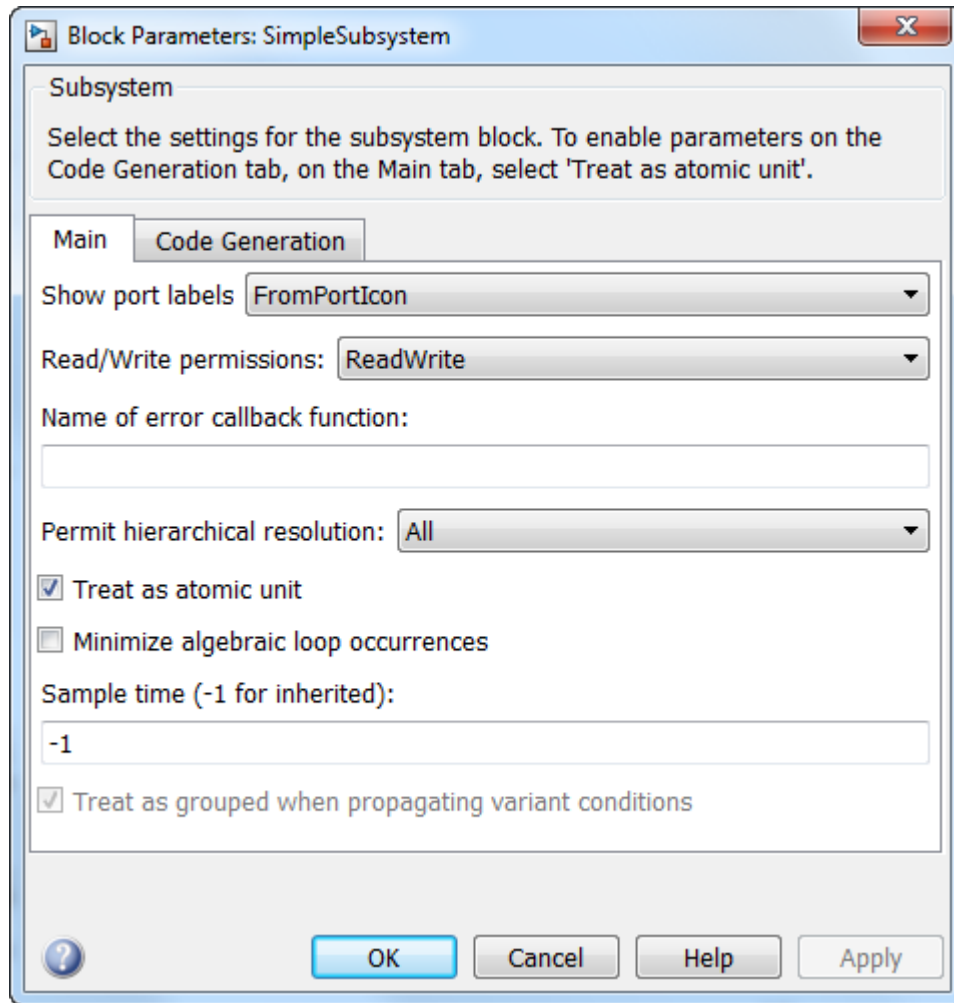 Block Parameters: SimpleSubsystem
X
Subsystem
Select the settings for the subsystem block. To enable parameters on the
Code Generation tab, on the Main tab, select 'Treat as atomic unit'.
Main Code Generation
Show port labels FromPortIcon
Read/Write permissions: ReadWrite
Name of error callback function:
Permit hierarchical resolution: All
Treat as atomic unit
Minimize algebraic loop occurrences
Sample time (-1 for inherited):
-1
Treat as grouped when propagating variant conditions
? OK Cancel Help Apply